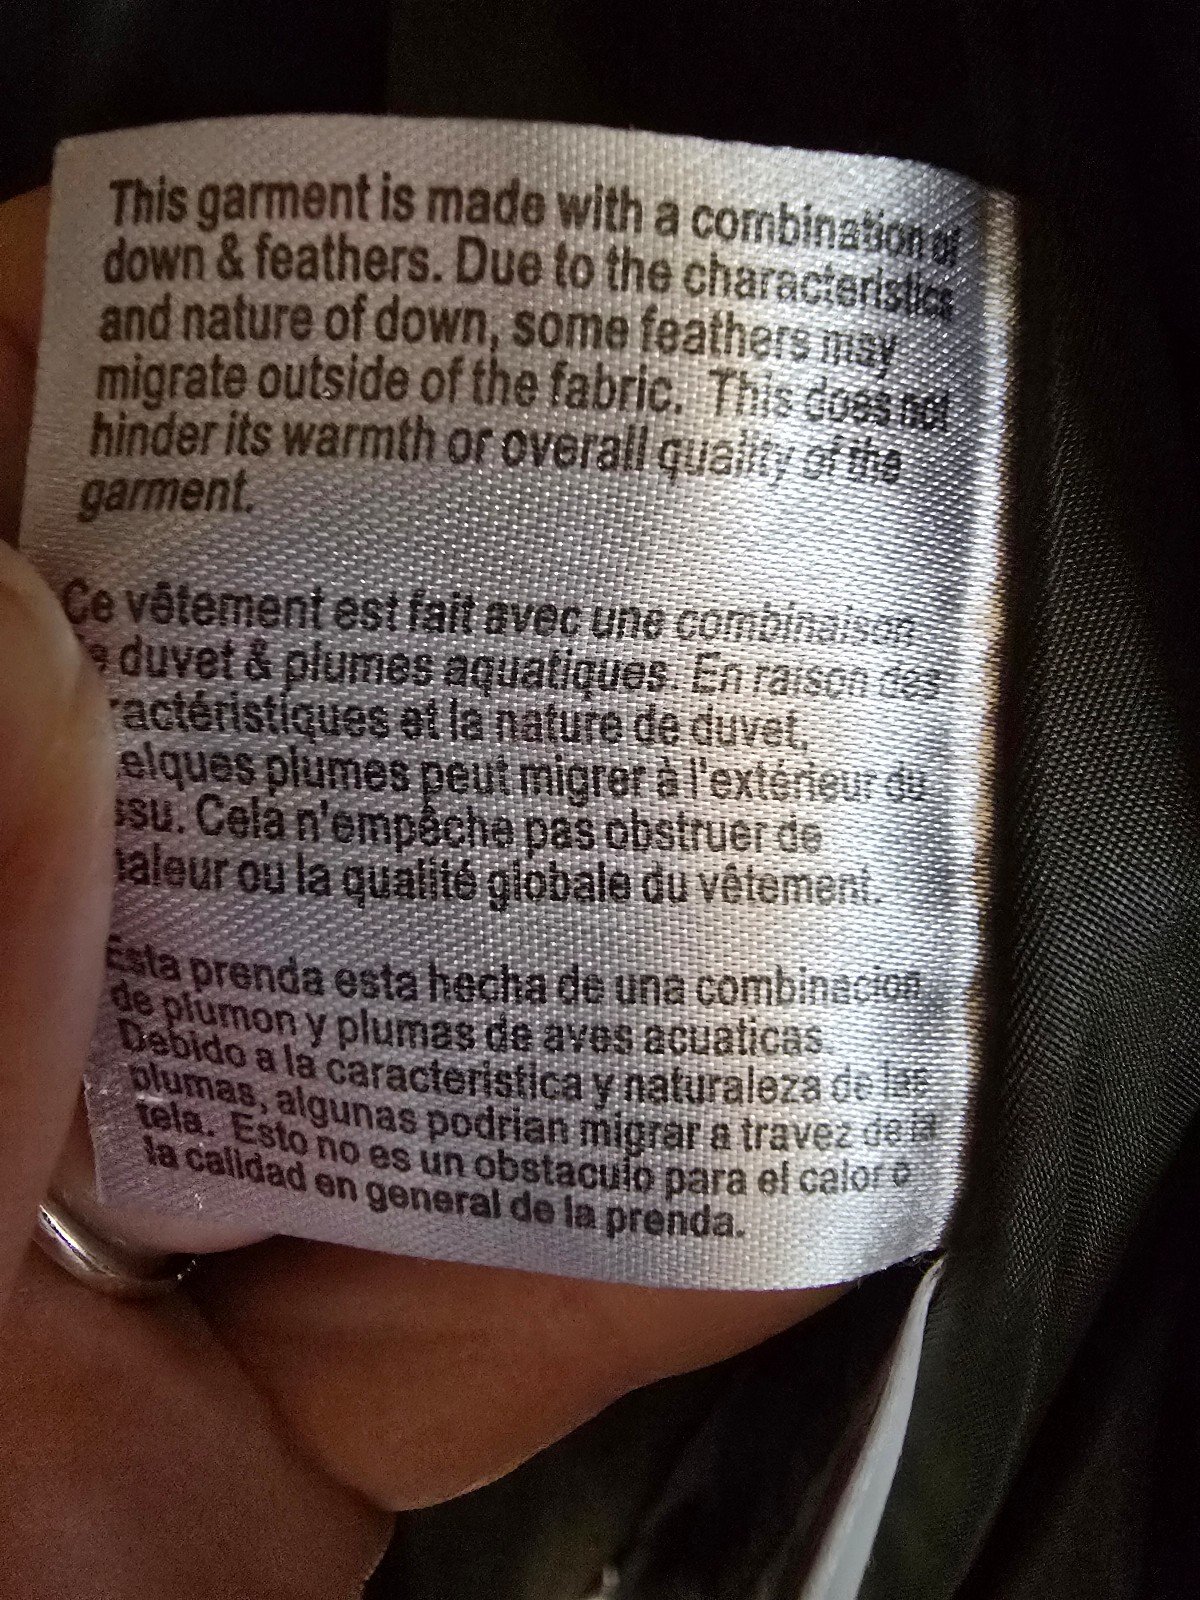 This garment is made with a combination of
down & feathers. Due to the characteristics
and nature of down, some feathers may
migrate outside of the fabric. This does not
hinder its warmth or overall quality of the
garment.
Ce vêtement est fait avec une combinaison
duvet & plumes aquatiques. En raison des
ractéristiques et la nature de duvet,
elques plumes peut migrer à l'extérieur du
ssu. Cela n'empêche pas obstruer de
haleur ou la qualité globale du vêtement.
Esta prenda esta hecha de una combinacion
de plumon y plumas de aves acuaticas.
Debido a la caracteristica y naturaleza de las
plumas, algunas podrian migrar a travez de la
tela. Esto no es un obstaculo para el calor o
la calidad en general de la prenda.